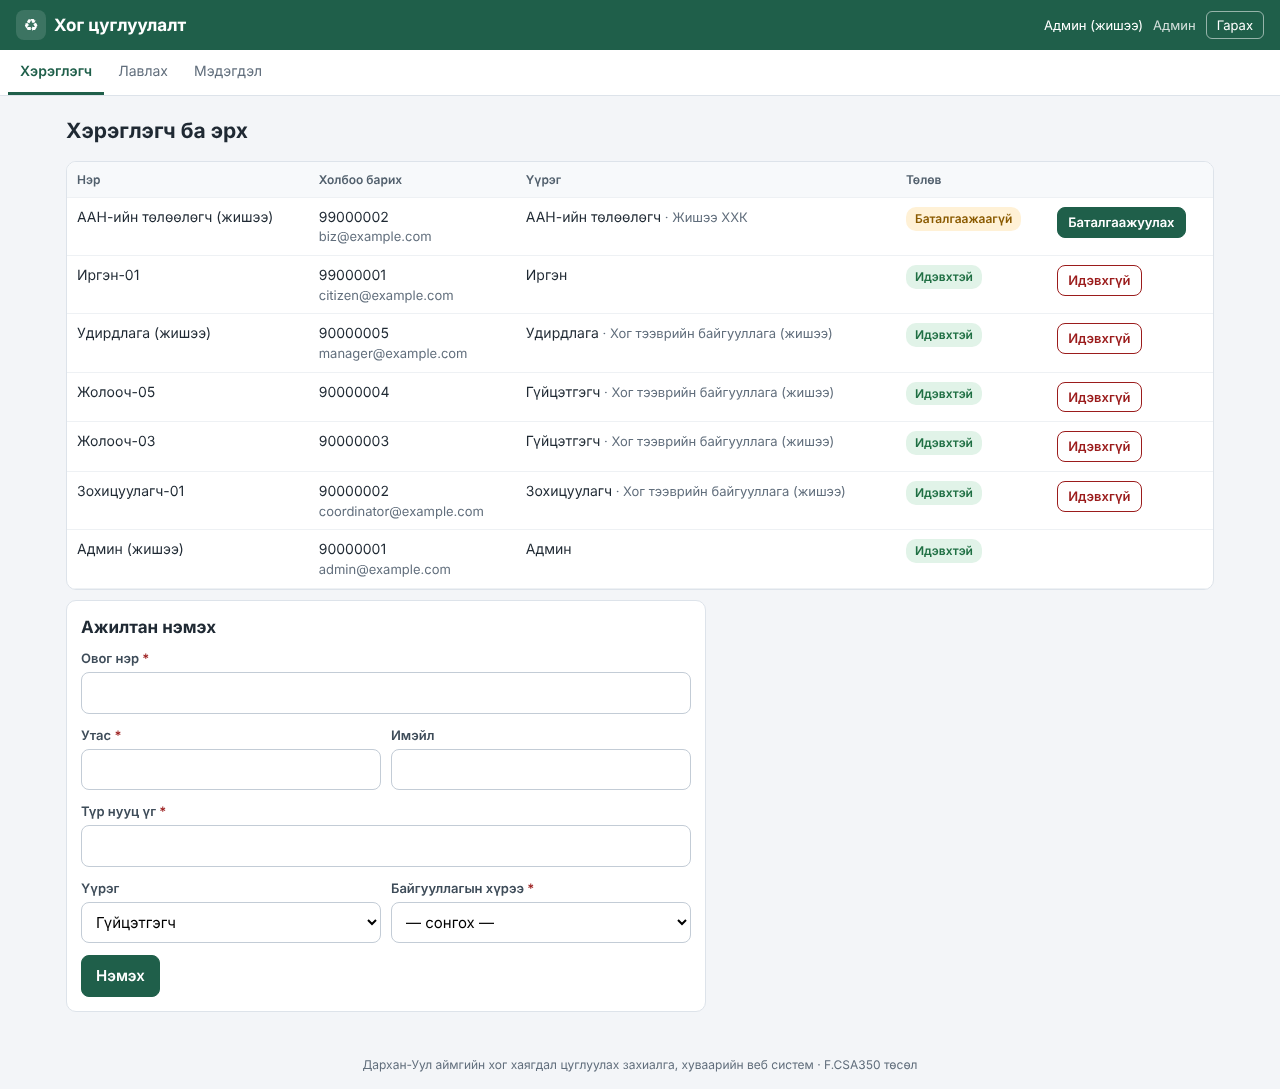 ♻ Хог цуглуулалт
Админ (жишээ) Админ Гарах
Хэрэглэгч Лавлах Мэдэгдэл
Хэрэглэгч ба эрх
Нэр Холбоо барих Үүрэг Төлөв
ААН-ийн төлөөлөгч (жишээ) 99000002 ААН-ийн төлөөлөгч · Жишээ ХХК Баталгаажаагүй Баталгаажуулах
biz@example.com
Иргэн-01 99000001 Иргэн Идэвхтэй Идэвхгүй
citizen@example.com
Удирдлага (жишээ) 90000005 Удирдлага · Хог тээврийн байгууллага (жишээ) Идэвхтэй Идэвхгүй
manager@example.com
Жолооч-05 90000004 Гүйцэтгэгч · Хог тээврийн байгууллага (жишээ) Идэвхтэй Идэвхгүй
Жолооч-03 90000003 Гүйцэтгэгч · Хог тээврийн байгууллага (жишээ) Идэвхтэй Идэвхгүй
Зохицуулагч-01 90000002 Зохицуулагч · Хог тээврийн байгууллага (жишээ) Идэвхтэй Идэвхгүй
coordinator@example.com
Админ (жишээ) 90000001 Админ Идэвхтэй
admin@example.com
Ажилтан нэмэх
Овог нэр *
Утас * Имэйл
Түр нууц үг *
Үүрэг Байгууллагын хүрээ *
Гүйцэтгэгч — сонгох —
Нэмэх
Дархан-Уул аймгийн хог хаягдал цуглуулах захиалга, хуваарийн веб систем · F.CSA350 төсөл